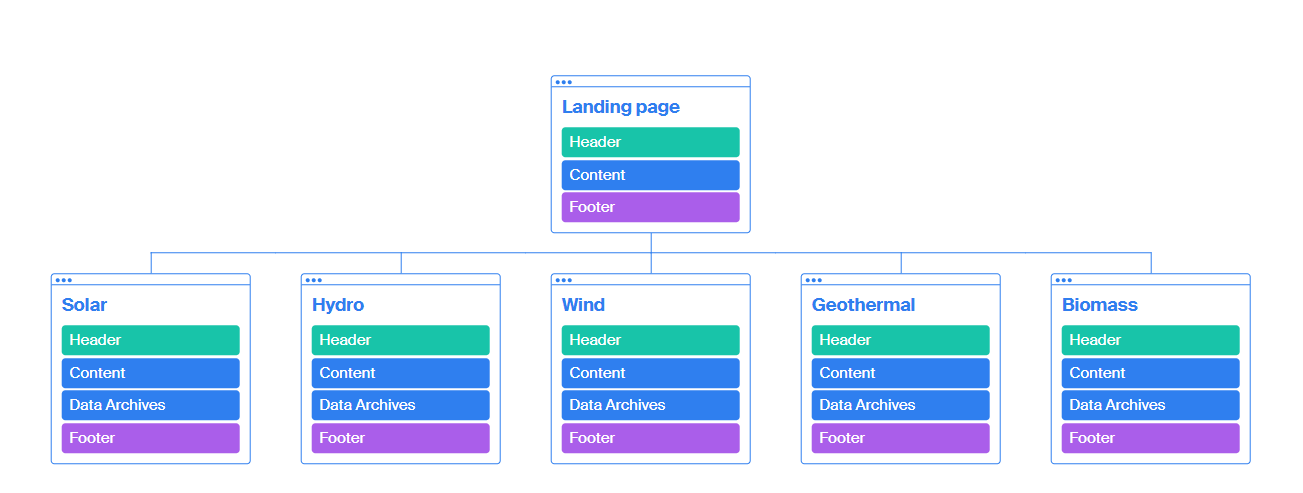 Landing page
Header
Content
Footer
Solar
Header
Content
Data Archives
Footer
Hydro
Header
Content
Data Archives
Footer
Wind
Header
Content
Data Archives
Footer
Geothermal
Header
Content
Data Archives
Footer
Biomass
Header
Content
Data Archives
Footer